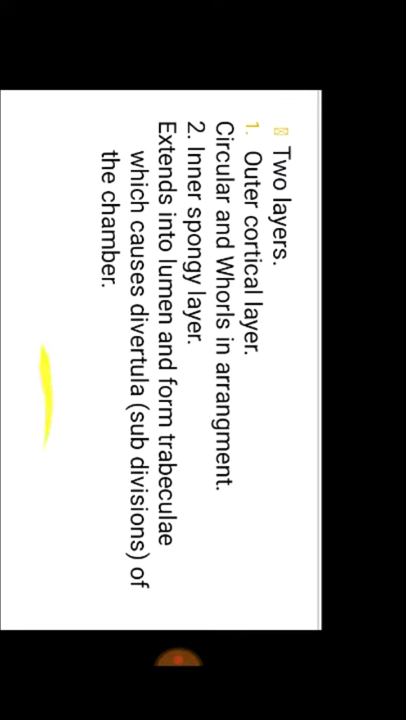 Two layers.
1. Outer cortical layer.
Circular and Whorls in arrangment.
2. Inner spongy layer.
Extends into lumen and form trabeculae
which causes divertula (sub divisions) of
the chamber.